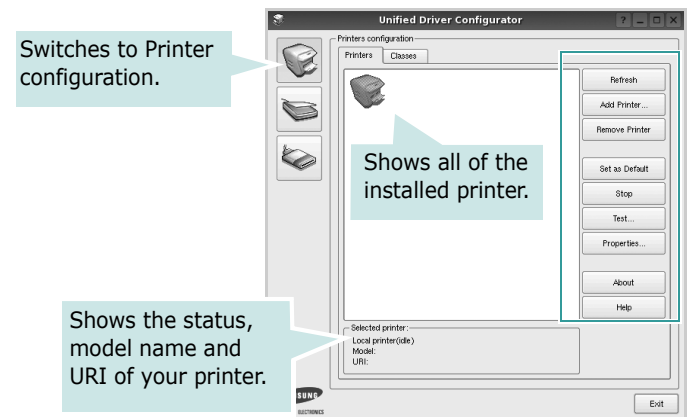 Unified Driver Configurator
Switches to Printer
configuration.
Printers configuration
Printers Classes
Refresh
Add Printer...
Remove Printer
Shows all of the
installed printer.
Set as Default
Stop
Test...
Properties...
About
Help
Shows the status,
model name and
URI of your printer.
Selected printer:
Local printer(idle)
Model:
URI:
SUNG
ELECTRONICS
Exit